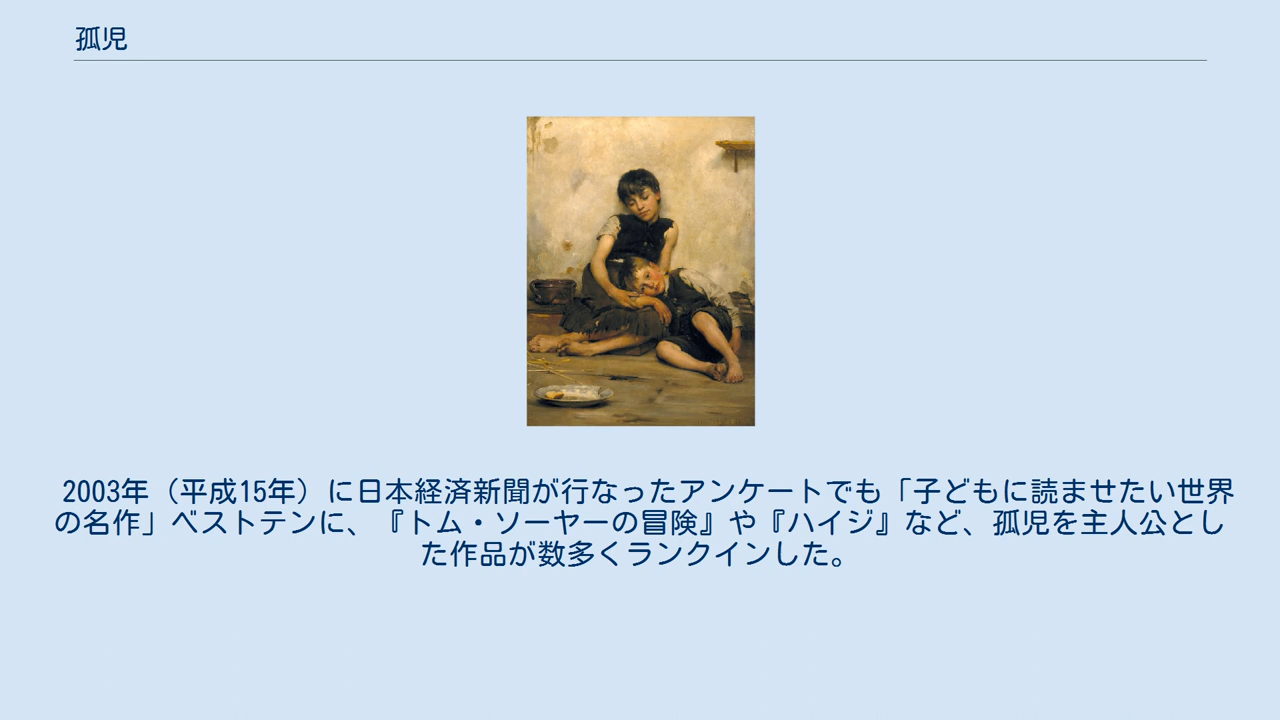 孤児
2003年（平成15年）に日本経済新聞が行なったアンケートでも「子どもに読ませたい世界
の名作」ベストテンに、『トム・ソーヤーの冒険』や『ハイジ』など、孤児を主人公とし
た作品が数多くランクインした。